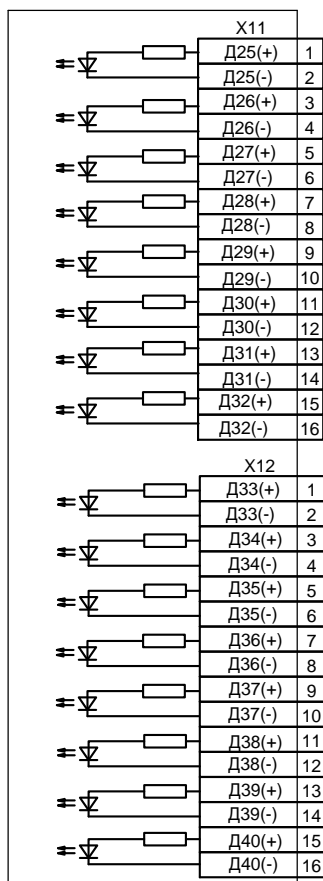 X11
Д25(+) 1
Д25(-) 2
Д26(+) 3
Д26(-) 4
Д27(+) 5
Д27(-) 6
Д28(+) 7
Д28(-) 8
Д29(+) 9
Д29(-) 10
Д30(+) 11
Д30(-) 12
Д31(+) 13
Д31(-) 14
Д32(+) 15
Д32(-) 16
X12
Д33(+) 1
Д33(-) 2
Д34(+) 3
Д34(-) 4
Д35(+) 5
Д35(-) 6
Д36(+) 7
Д36(-) 8
Д37(+) 9
Д37(-) 10
Д38(+) 11
Д38(-) 12
Д39(+) 13
Д39(-) 14
Д40(+) 15
Д40(-) 16